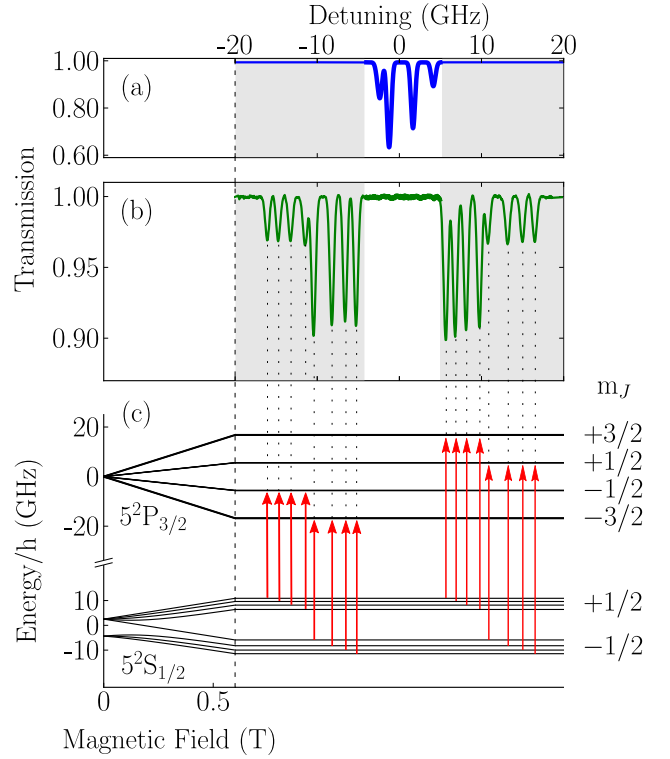 Detuning (GHz)
-20 -10 0 10 20
1.00
(a)
0.80
0.60
1.00
(b)
0.95
0.90
Transmission
m_J
(c)
20
+3/2
+1/2
0
−1/2
5²P₃/₂
-20
−3/2
Energy/h (GHz)
10
+1/2
0
−1/2
-10
5²S₁/₂
0 0.5
Magnetic Field (T)